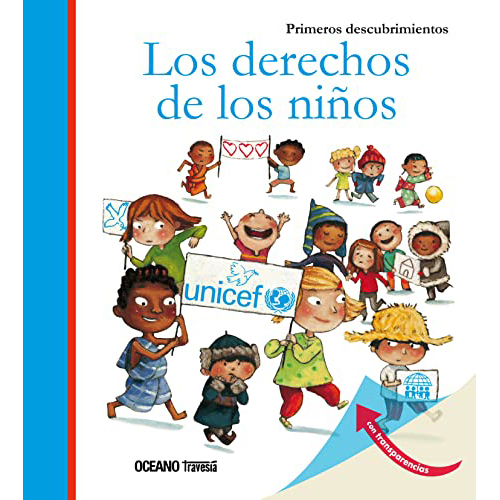 Primeros descubrimientos
Los derechos
de los niños
unicef
con transparencias
OCEANO Travesía